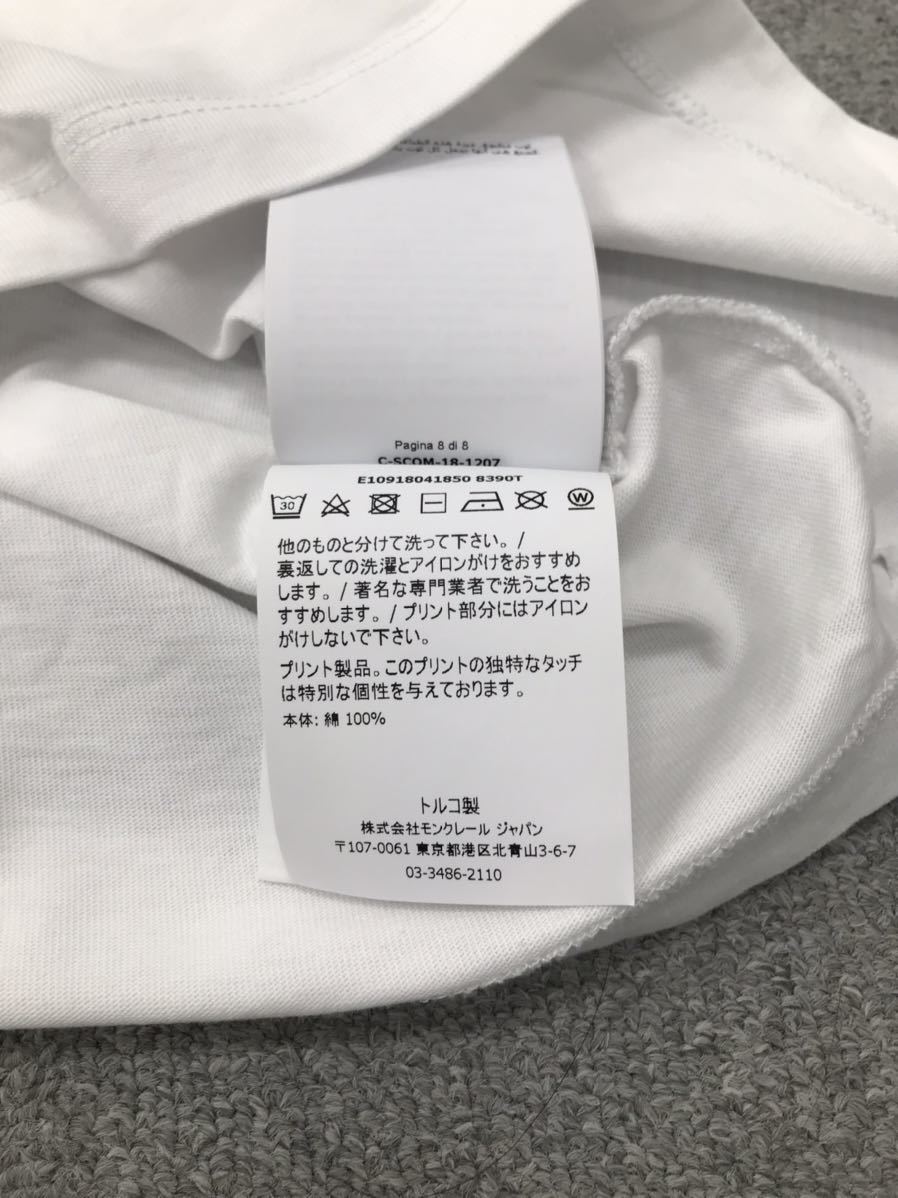 Pagina 8 di 8
C-SCOM-18-1207
E10918041850 8390T
30
W
他のものと分けて洗って下さい。/
裏返しての洗濯とアイロンがけをおすすめ
します。/ 著名な専門業者で洗うことをお
すすめします。/ プリント部分にはアイロン
がけしないで下さい。
プリント製品。このプリントの独特なタッチ
は特別な個性を与えております。
本体: 綿 100%
トルコ製
株式会社モンクレール ジャパン
〒107-0061 東京都港区北青山3-6-7
03-3486-2110